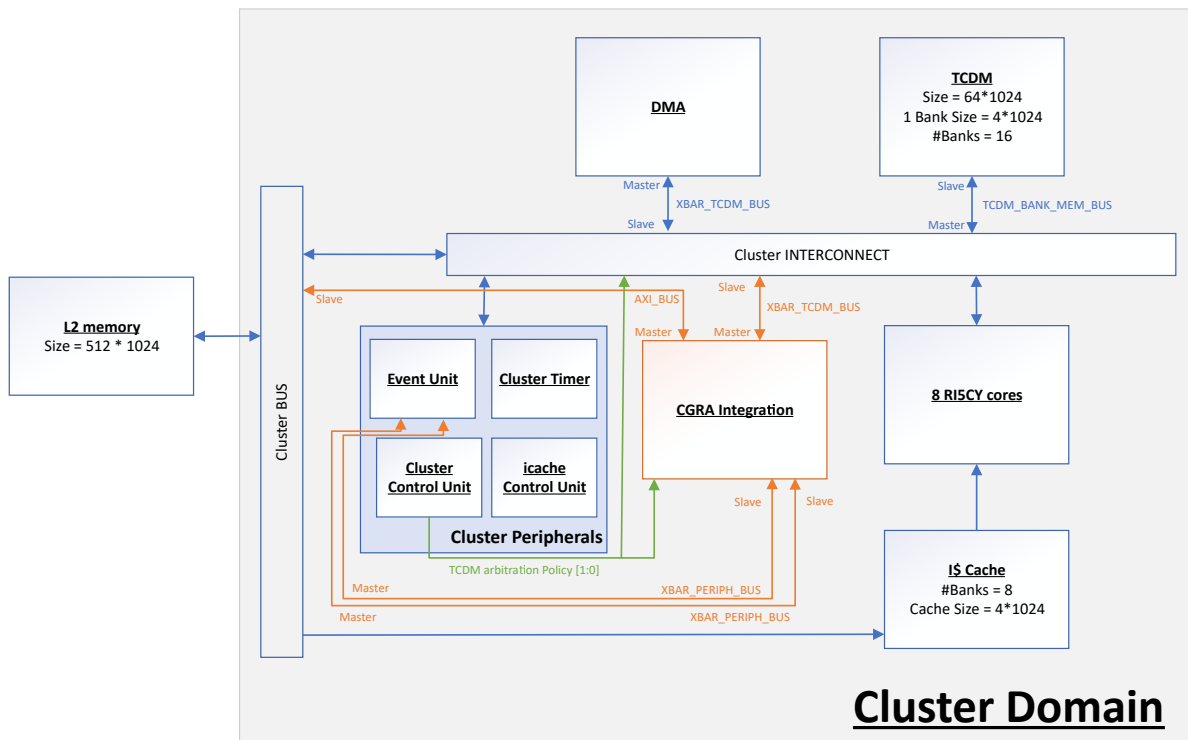 DMA
TCDM
Size = 64*1024
1 Bank Size = 4*1024
#Banks = 16
Master
XBAR_TCDM_BUS
Slave
Slave
TCDM_BANK_MEM_BUS
Master
Cluster INTERCONNECT
L2 memory
Size = 512 * 1024
Cluster BUS
Slave
AXI_BUS
Slave
XBAR_TCDM_BUS
Master
Master
Event Unit
Cluster Timer
Cluster
Control Unit
icache
Control Unit
Cluster Peripherals
CGRA Integration
8 RI5CY cores
Slave
Slave
TCDM arbitration Policy [1:0]
Master
XBAR_PERIPH_BUS
Master
XBAR_PERIPH_BUS
I$ Cache
#Banks = 8
Cache Size = 4*1024
Cluster Domain